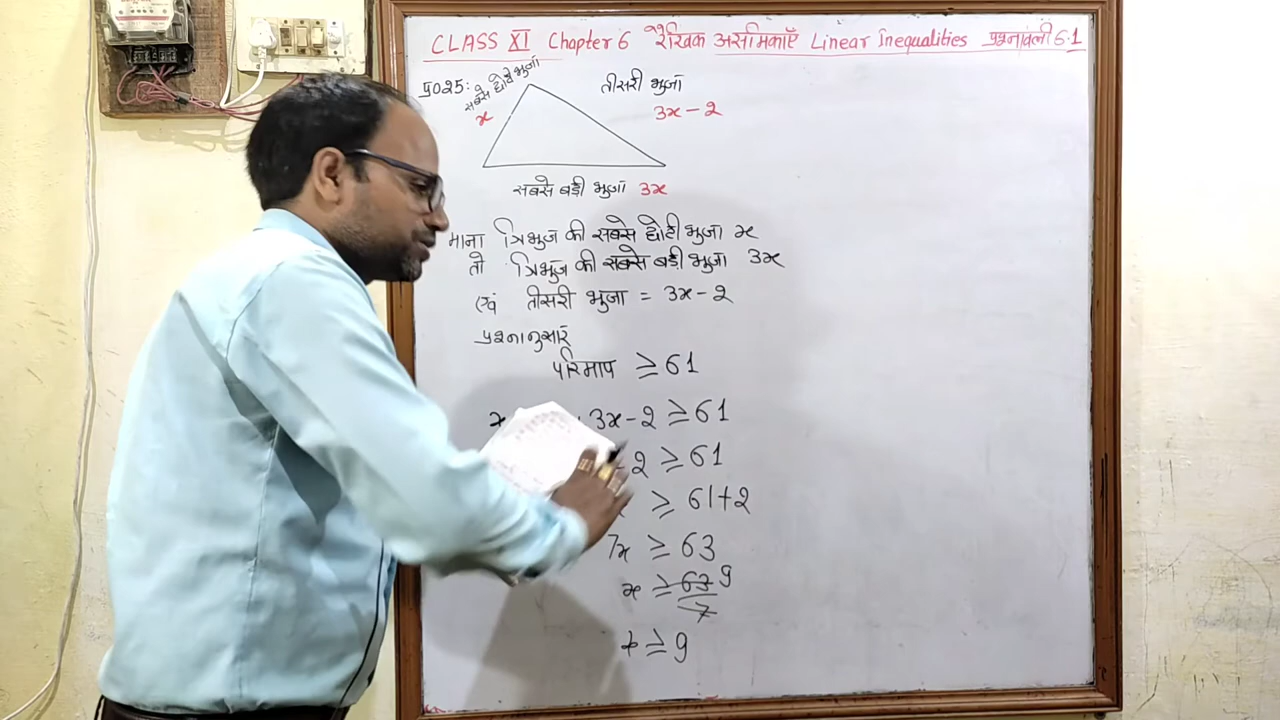 CLASS XI Chapter 6 रैखिक असमिकाएँ Linear Inequalities प्रश्नावली 6.1
प्र025:
सबसे छोटी भुजा
x
तीसरी भुजा
3x - 2
सबसे बड़ी भुजा 3x
माना त्रिभुज की सबसे छोटी भुजा x
तो त्रिभुज की सबसे बड़ी भुजा 3x
एवं तीसरी भुजा = 3x - 2
प्रश्नानुसार
परिमाप ≥ 61
3x - 2 ≥ 61
- 2 ≥ 61
≥ 61+2
7x ≥ 63
x ≥ 63/7 9
x ≥ 9